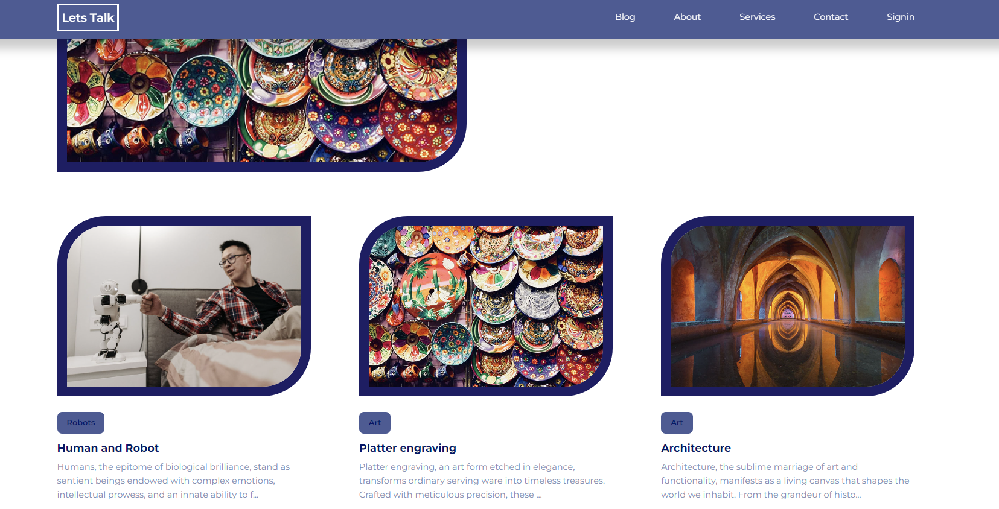 Lets Talk
Blog
About
Services
Contact
Signin
Robots
Human and Robot
Humans, the epitome of biological brilliance, stand as
sentient beings endowed with complex emotions,
intellectual prowess, and an innate ability to f...
Art
Platter engraving
Platter engraving, an art form etched in elegance,
transforms ordinary serving ware into timeless treasures.
Crafted with meticulous precision, these ...
Art
Architecture
Architecture, the sublime marriage of art and
functionality, manifests as a living canvas that shapes the
world we inhabit. From the grandeur of histo...